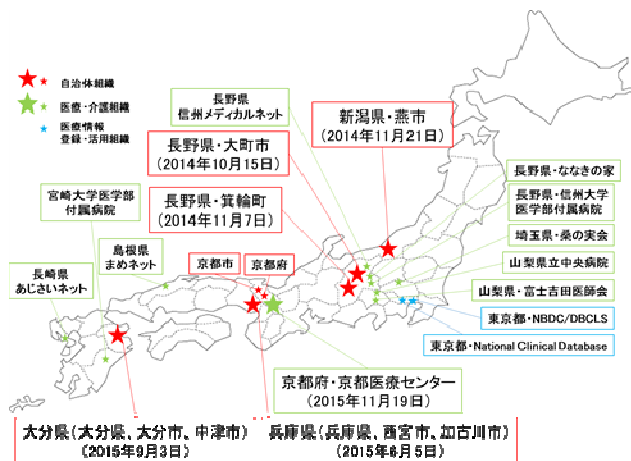 自治体組織
医療・介護組織
医療情報
登録・活用組織
長野県
信州メディカルネット
新潟県・燕市
(2014年11月21日)
長野県・大町市
(2014年10月15日)
長野県・箕輪町
(2014年11月7日)
宮崎大学医学部
付属病院
島根県
まめネット
京都市
京都府
長崎県
あじさいネット
長野県・ななきの家
長野県・信州大学
医学部付属病院
埼玉県・桑の実会
山梨県立中央病院
山梨県・富士吉田医師会
東京都・NBDC/DBCLS
東京都・National Clinical Database
京都府・京都医療センター
(2015年11月19日)
大分県(大分県、大分市、中津市)
(2015年9月3日)
兵庫県(兵庫県、西宮市、加古川市)
(2015年6月5日)